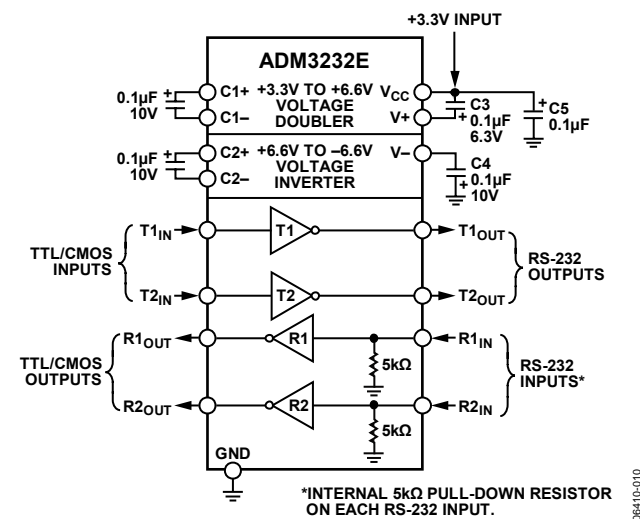 +3.3V INPUT
ADM3232E
0.1µF
10V
+
C1+
C1–
+3.3V TO +6.6V
VOLTAGE
DOUBLER
VCC
V+
C3
+ 0.1µF
6.3V
+ C5
0.1µF
0.1µF
10V
+
C2+
C2–
+6.6V TO –6.6V
VOLTAGE
INVERTER
V–
C4
+ 0.1µF
10V
TTL/CMOS
INPUTS
T1IN
T1
T1OUT
T2IN
T2
T2OUT
RS-232
OUTPUTS
TTL/CMOS
OUTPUTS
R1OUT
R1
R1IN
5kΩ
R2OUT
R2
R2IN
5kΩ
RS-232
INPUTS*
GND
*INTERNAL 5kΩ PULL-DOWN RESISTOR
ON EACH RS-232 INPUT.
06410-010